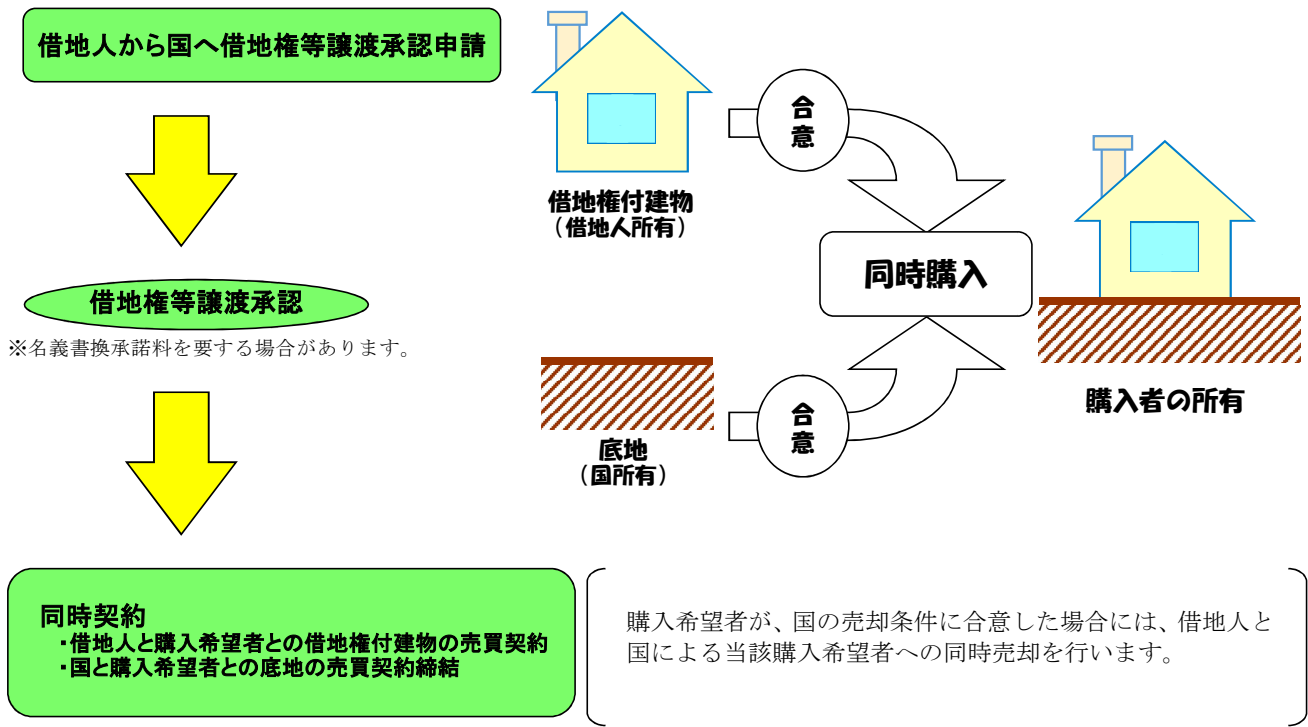 借地人から国へ借地権等譲渡承認申請
借地権等譲渡承認
※名義書換承諾料を要する場合があります。
合
意
借地権付建物
（借地人所有）
同時購入
底地
（国所有）
合
意
購入者の所有
同時契約
・借地人と購入希望者との借地権付建物の売買契約
・国と購入希望者との底地の売買契約締結
購入希望者が、国の売却条件に合意した場合には、借地人と
国による当該購入希望者への同時売却を行います。